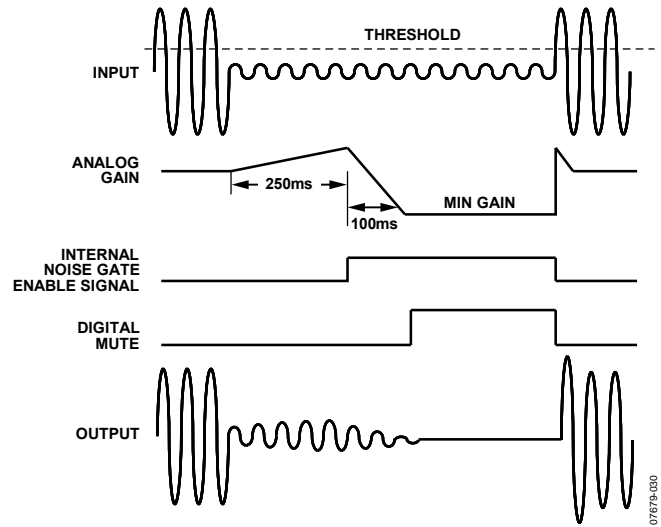 THRESHOLD
INPUT
ANALOG
GAIN
250ms
100ms
MIN GAIN
INTERNAL
NOISE GATE
ENABLE SIGNAL
DIGITAL
MUTE
OUTPUT
07679-030